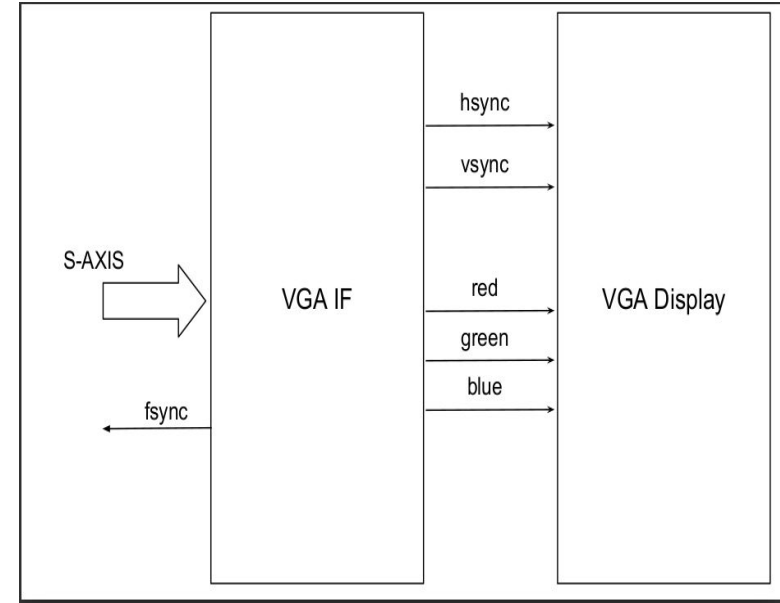 hsync
vsync
S-AXIS
VGA IF
red
VGA Display
green
blue
fsync